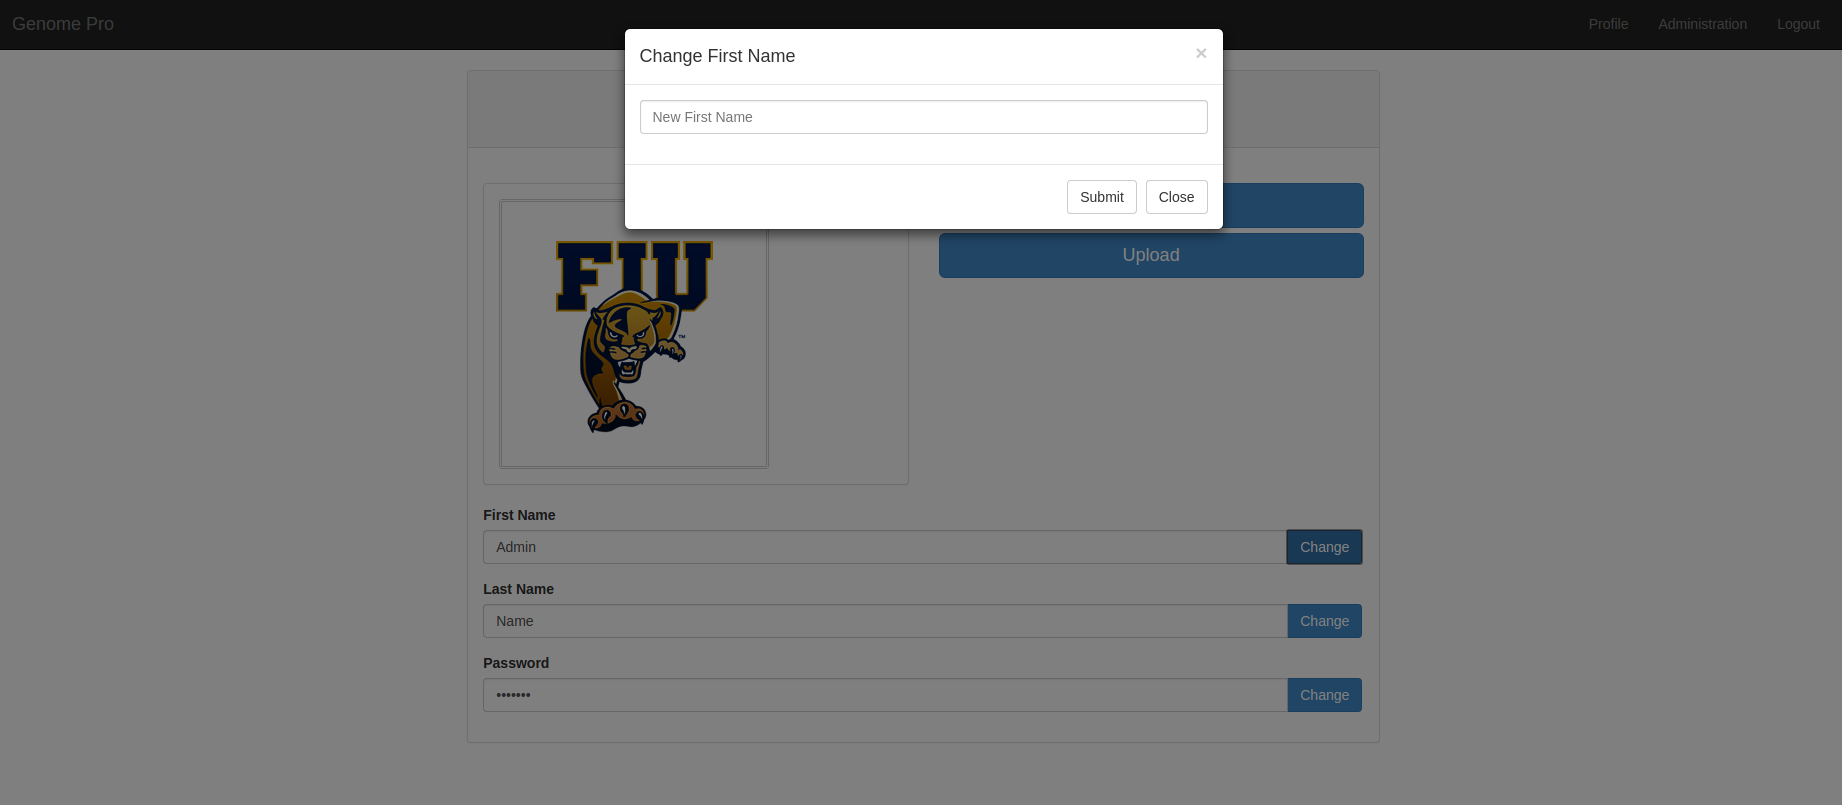 Genome Pro
Profile
Administration
Logout
Change First Name
×
New First Name
Submit
Close
Upload
FIU
™
First Name
Admin
Change
Last Name
Name
Change
Password
•••••••
Change